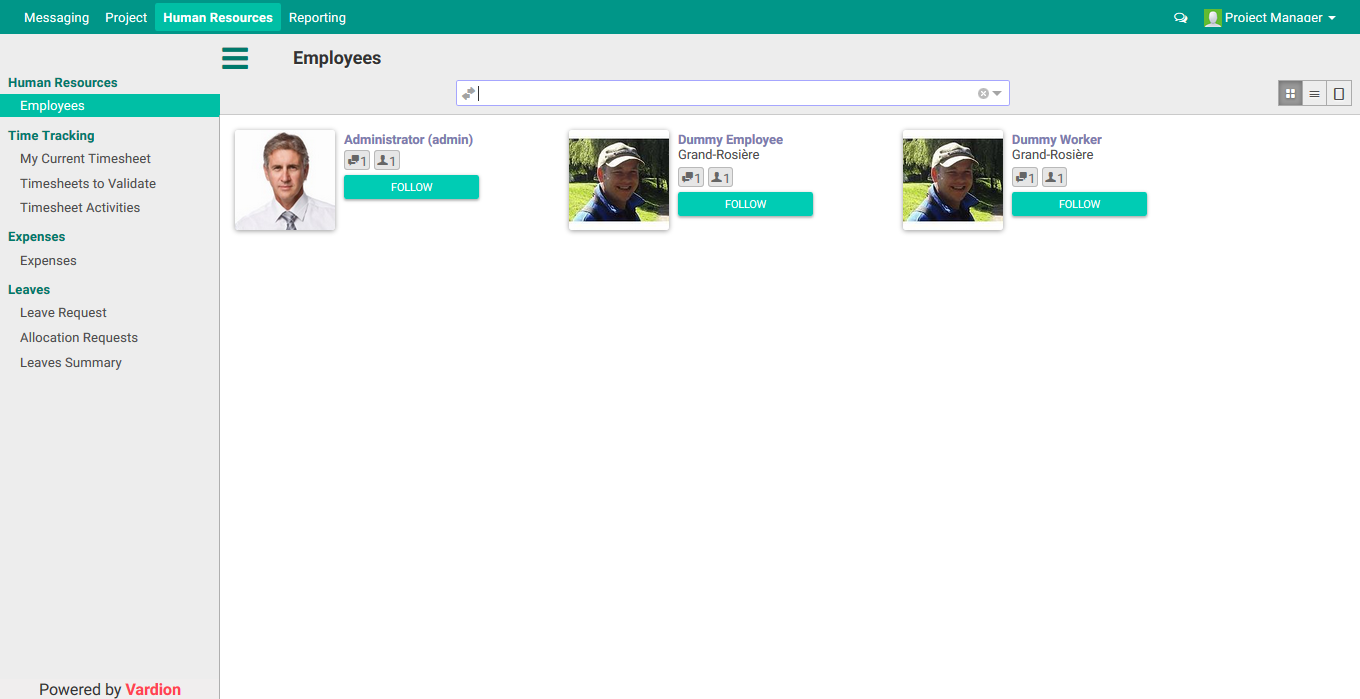 Messaging Project Human Resources Reporting Project Manager
Employees
Human Resources
Employees
Time Tracking
My Current Timesheet
Timesheets to Validate
Timesheet Activities
Expenses
Expenses
Leaves
Leave Request
Allocation Requests
Leaves Summary
Powered by Vardion
Administrator (admin)
1 1
FOLLOW
Dummy Employee
Grand-Rosière
1 1
FOLLOW
Dummy Worker
Grand-Rosière
1 1
FOLLOW